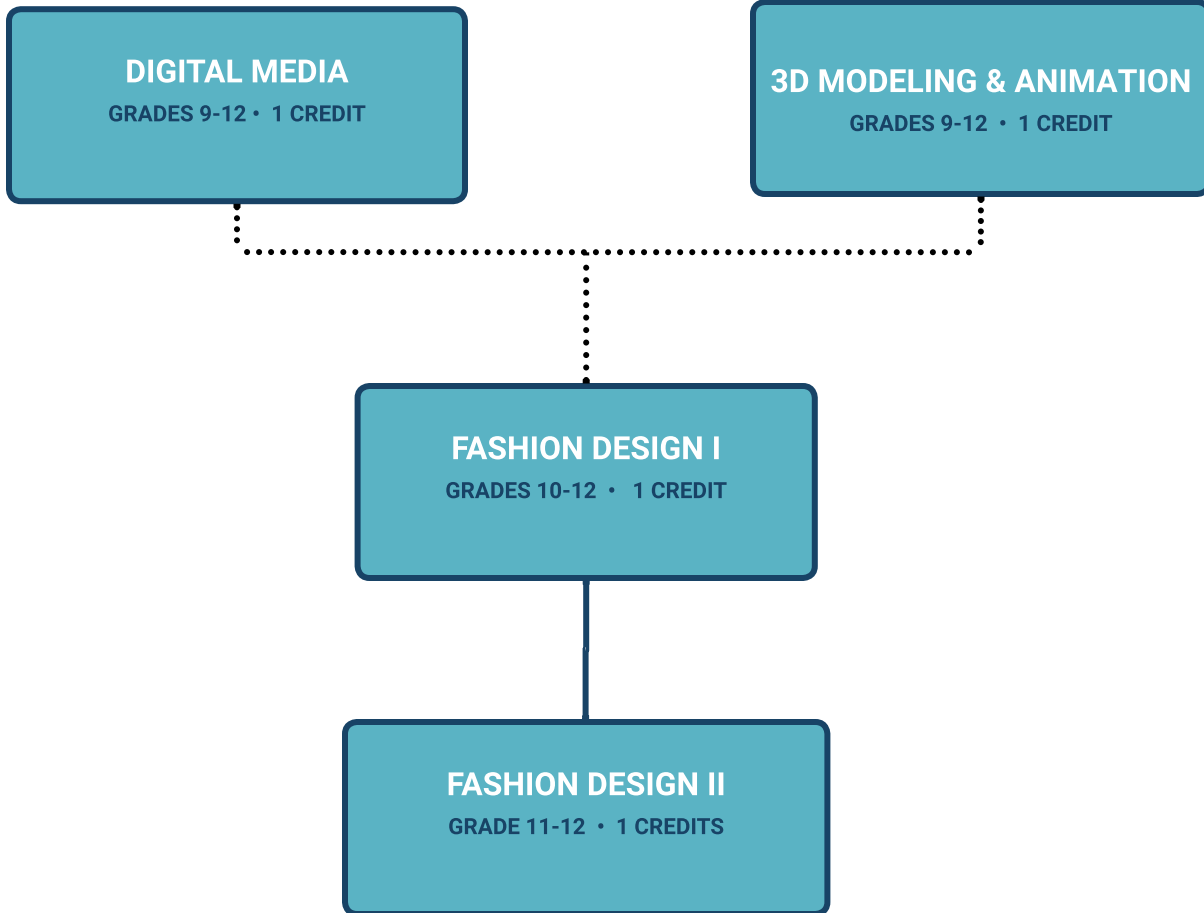 DIGITAL MEDIA
GRADES 9-12 • 1 CREDIT
3D MODELING & ANIMATION
GRADES 9-12 • 1 CREDIT
FASHION DESIGN I
GRADES 10-12 • 1 CREDIT
FASHION DESIGN II
GRADE 11-12 • 1 CREDITS